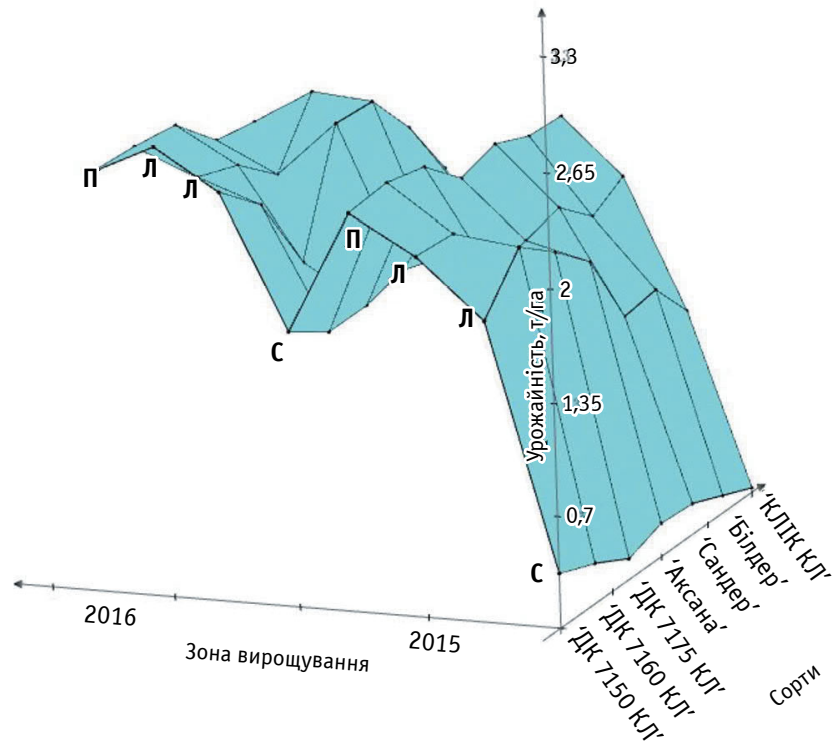 3,3
2,65
2
1,35
0,7
Урожайність, т/га
П
Л
Л
С
П
Л
Л
С
2016
2015
Зона вирощування
‘ДК 7150 КЛ’
‘ДК 7160 КЛ’
‘ДК 7175 КЛ’
‘Аксана’
‘Сандер’
‘Білдер’
‘КЛІК КЛ’
Сорти